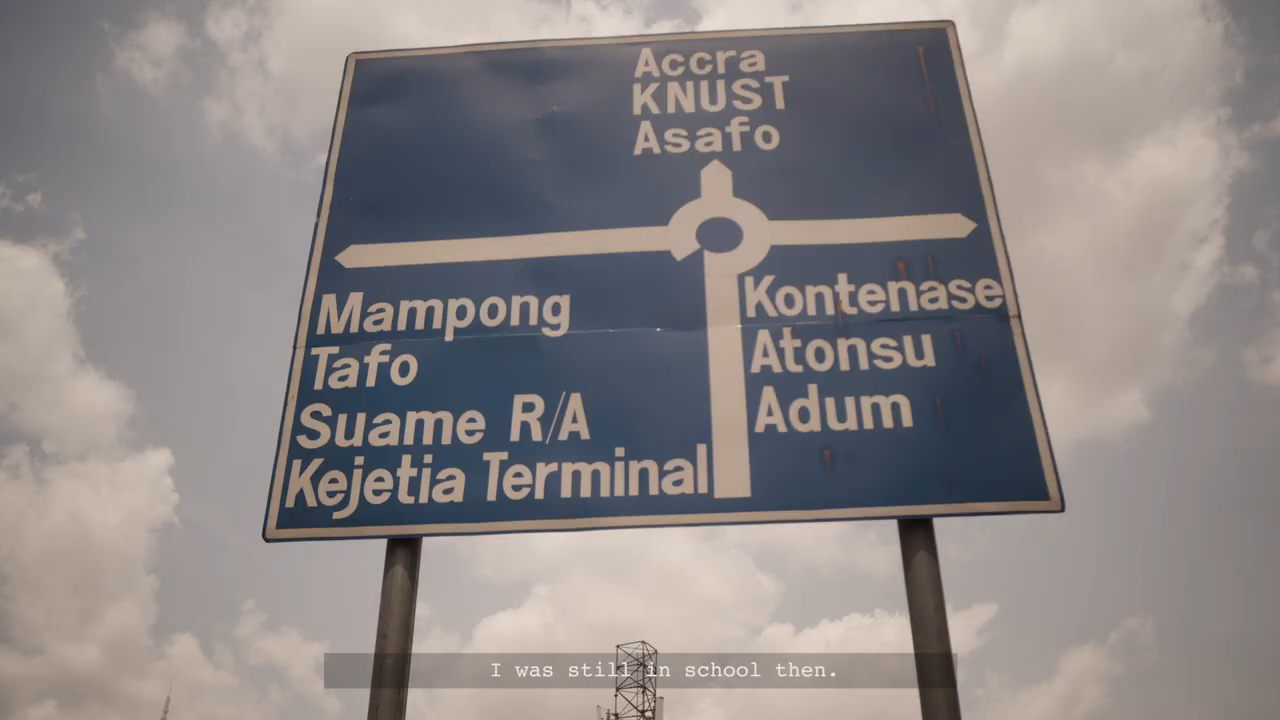 Accra
KNUST
Asafo
Mampong
Tafo
Suame R/A
Kejetia Terminal
Kontenase
Atonsu
Adum
I was still in school then.